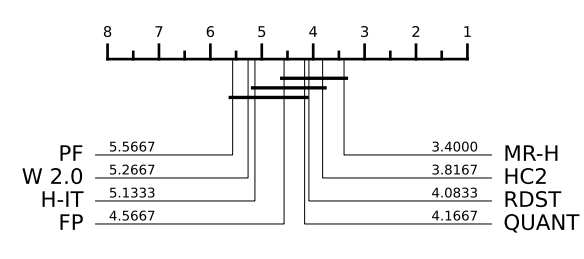 8 7 6 5 4 3 2 1
PF 5.5667 3.4000 MR-H
W 2.0 5.2667 3.8167 HC2
H-IT 5.1333 4.0833 RDST
FP 4.5667 4.1667 QUANT